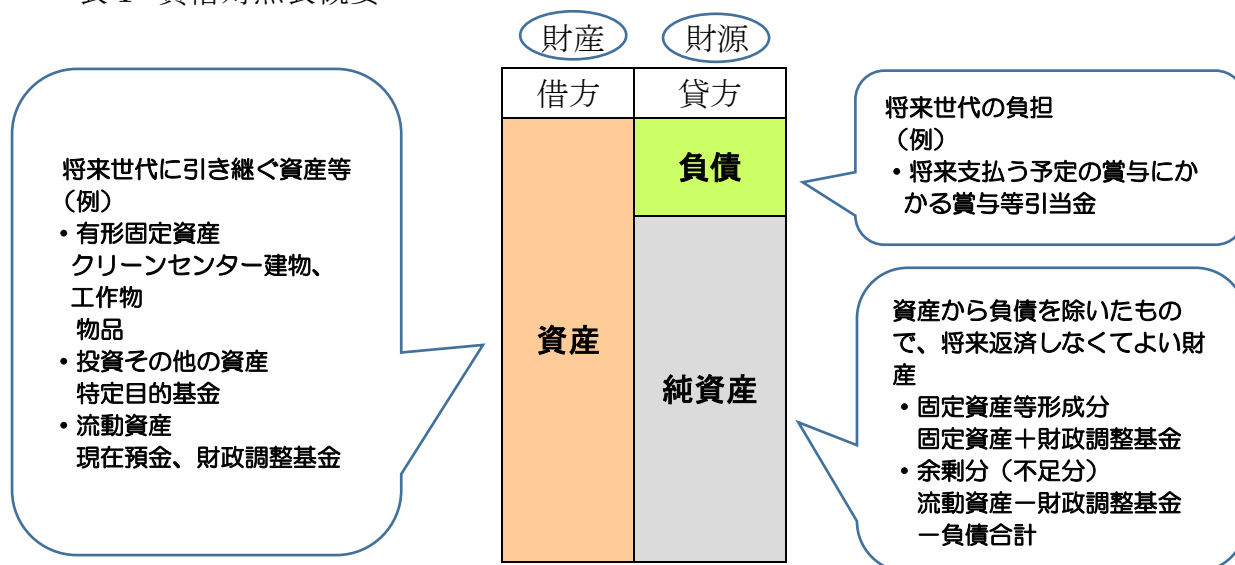 財産
財源
借方
貸方
将来世代に引き継ぐ資産等
（例）
・有形固定資産
クリーンセンター建物、
工作物
物品
・投資その他の資産
特定目的基金
・流動資産
現在預金、財政調整基金
資産
負債
純資産
将来世代の負担
（例）
・将来支払う予定の賞与にか
かる賞与等引当金
資産から負債を除いたもの
で、将来返済しなくてよい財
産
・固定資産等形成分
固定資産＋財政調整基金
・余剰分（不足分）
流動資産－財政調整基金
－負債合計